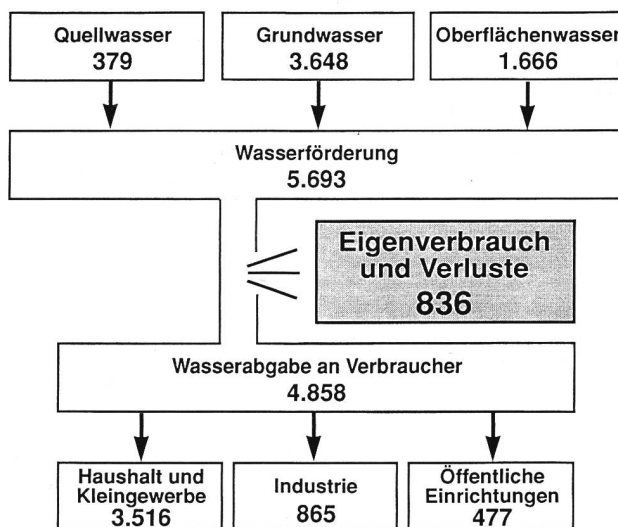 Quellwasser
379
Grundwasser
3.648
Oberflächenwasser
1.666
Wasserförderung
5.693
Eigenverbrauch
und Verluste
836
Wasserabgabe an Verbraucher
4.858
Haushalt und
Kleingewerbe
3.516
Industrie
865
Öffentliche
Einrichtungen
477